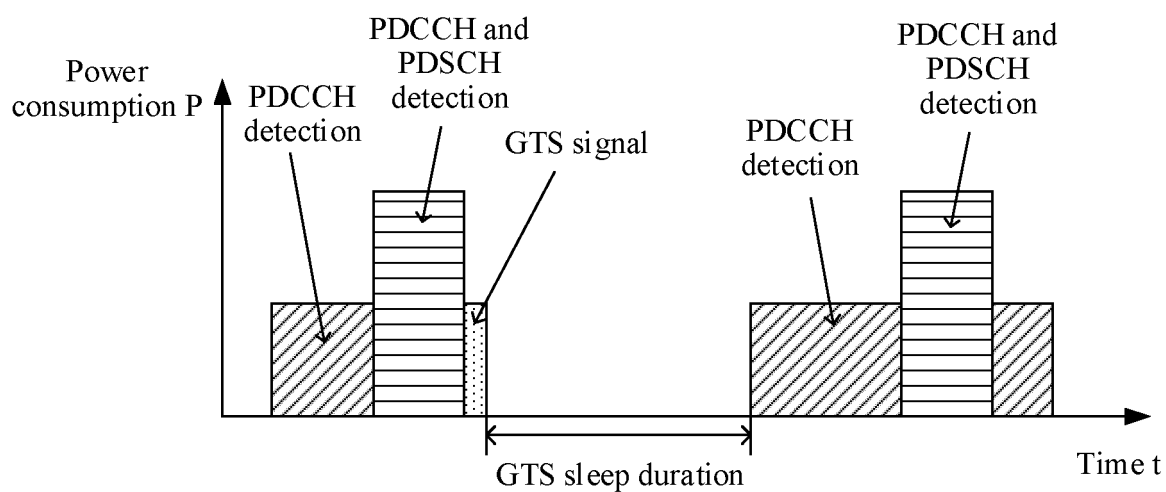 Power
consumption P
PDCCH
detection
PDCCH and
PDSCH
detection
GTS signal
PDCCH
detection
PDCCH and
PDSCH
detection
GTS sleep duration
Time t